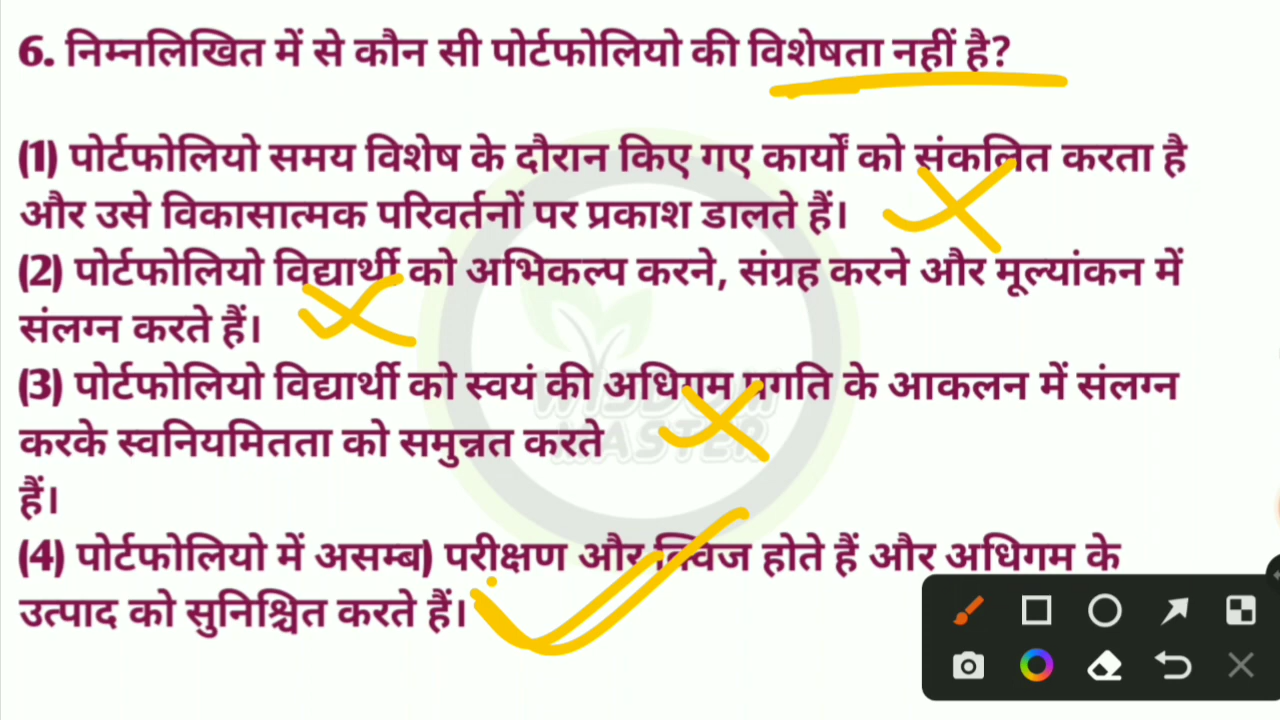 6. निम्नलिखित में से कौन सी पोर्टफोलियो की विशेषता नहीं है?
(1) पोर्टफोलियो समय विशेष के दौरान किए गए कार्यों को संकलित करता है
और उसे विकासात्मक परिवर्तनों पर प्रकाश डालते हैं।
(2) पोर्टफोलियो विद्यार्थी को अभिकल्प करने, संग्रह करने और मूल्यांकन में
संलग्न करते हैं।
(3) पोर्टफोलियो विद्यार्थी को स्वयं की अधिगम प्रगति के आकलन में संलग्न
करके स्वनियमितता को समुन्नत करते
हैं।
(4) पोर्टफोलियो में असम्ब) परीक्षण और क्विज होते हैं और अधिगम के
उत्पाद को सुनिश्चित करते हैं।
WISDOM
MASTER